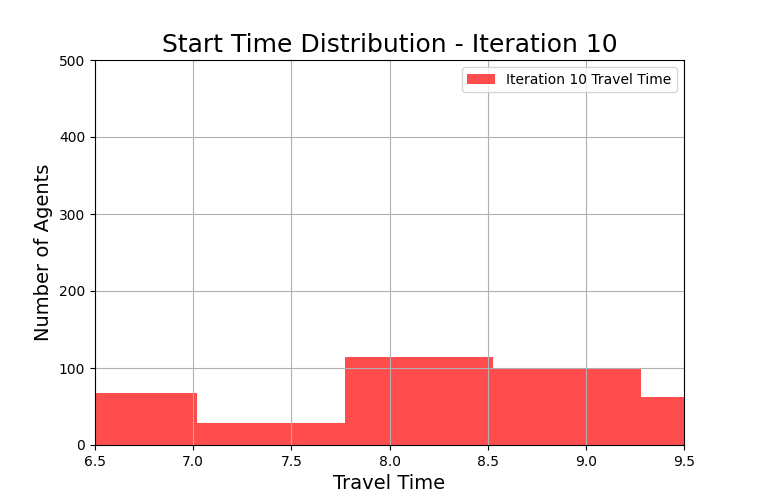 Start Time Distribution - Iteration 10
Iteration 10 Travel Time
500
400
300
200
100
0
Number of Agents
6.5 7.0 7.5 8.0 8.5 9.0 9.5
Travel Time